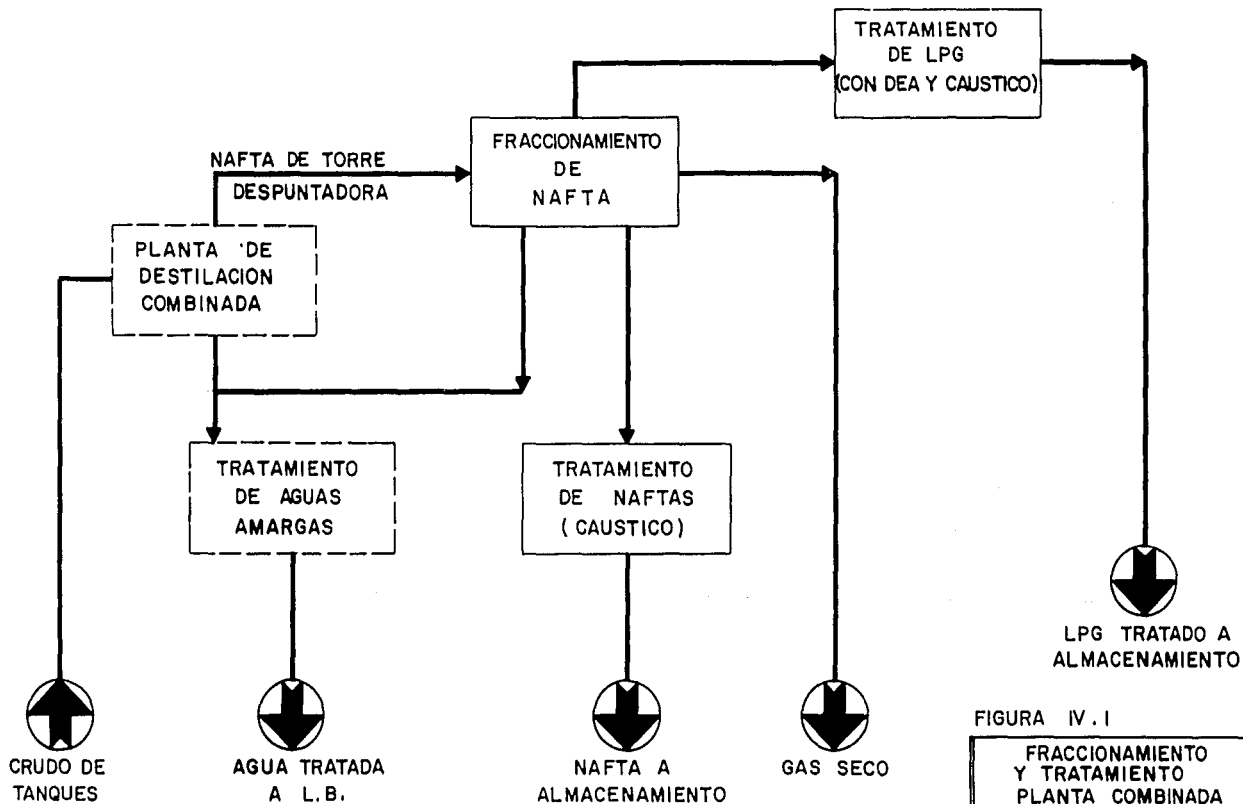 TRATAMIENTO
DE LPG
(CON DEA Y CAUSTICO)
FRACCIONAMIENTO
DE
NAFTA
NAFTA DE TORRE
DESPUNTADORA
PLANTA DE
DESTILACION
COMBINADA
TRATAMIENTO
DE AGUAS
AMARGAS
TRATAMIENTO
DE NAFTAS
( CAUSTICO )
LPG TRATADO A
ALMACENAMIENTO
CRUDO DE
TANQUES
AGUA TRATADA
A L.B.
NAFTA A
ALMACENAMIENTO
GAS SECO
FIGURA IV.I
FRACCIONAMIENTO
Y TRATAMIENTO
PLANTA COMBINADA